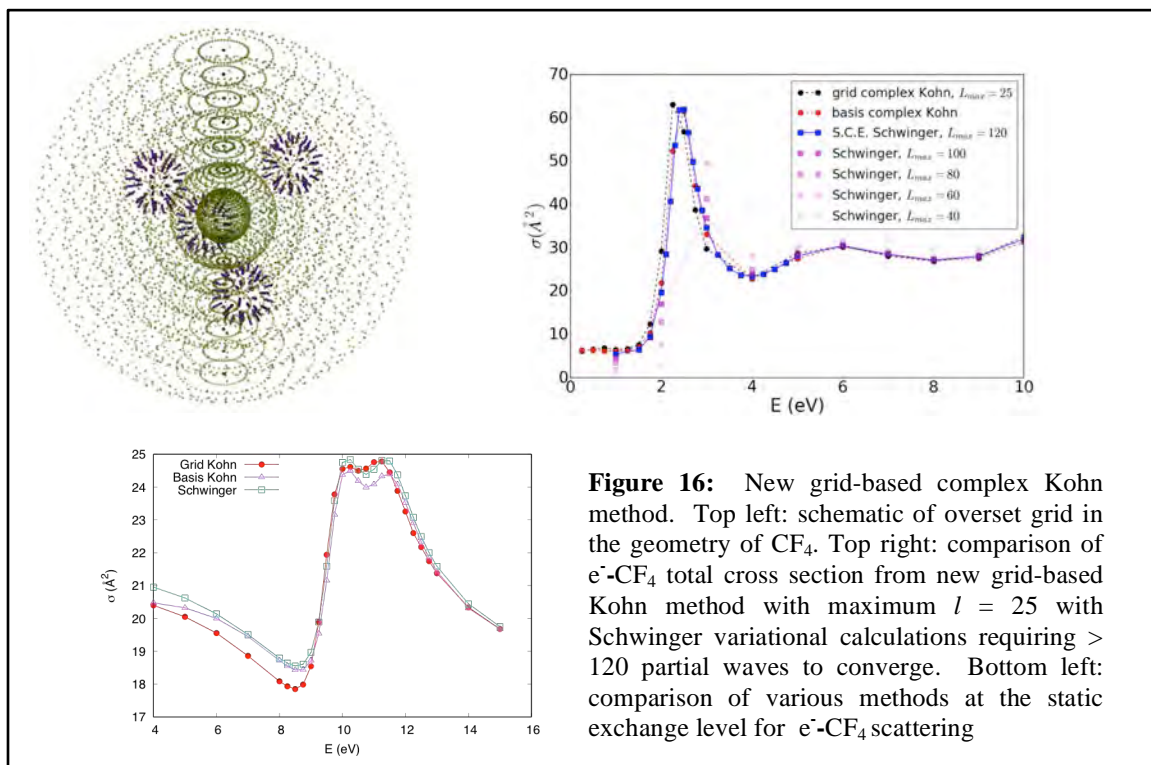 70
60
50
40
30
20
10
0
0
2
4
6
8
10
σ(Å²)
E (eV)
grid complex Kohn, L_max = 25
basis complex Kohn
S.C.E. Schwinger, L_max = 120
Schwinger, L_max = 100
Schwinger, L_max = 80
Schwinger, L_max = 60
Schwinger, L_max = 40
25
24
23
22
21
20
19
18
17
4
6
8
10
12
14
16
σ (Å²)
E (eV)
Grid Kohn
Basis Kohn
Schwinger
Figure 16: New grid-based complex Kohn
method. Top left: schematic of overset grid in
the geometry of CF₄. Top right: comparison of
e⁻-CF₄ total cross section from new grid-based
Kohn method with maximum l = 25 with
Schwinger variational calculations requiring >
120 partial waves to converge. Bottom left:
comparison of various methods at the static
exchange level for e⁻-CF₄ scattering